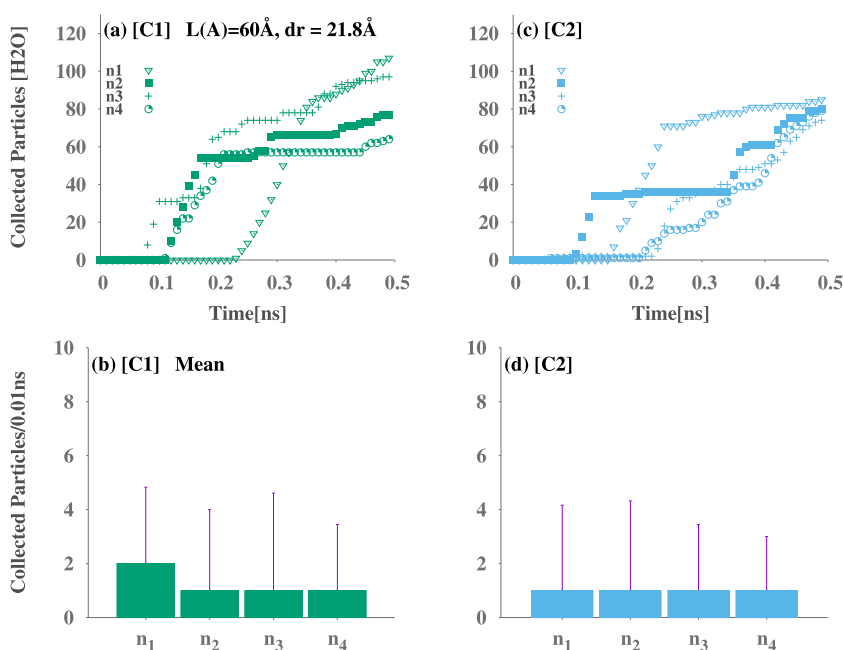 (a) [C1] L(A)=60Å, dr = 21.8Å
(c) [C2]
Collected Particles [H2O]
120
100
80
60
40
20
0
n1
n2
n3
n4
0 0.1 0.2 0.3 0.4 0.5
Time[ns]
120
100
80
60
40
20
0
n1
n2
n3
n4
0 0.1 0.2 0.3 0.4 0.5
Time[ns]
(b) [C1] Mean
Collected Particles/0.01ns
10
8
6
4
2
0
n₁ n₂ n₃ n₄
(d) [C2]
10
8
6
4
2
0
n₁ n₂ n₃ n₄